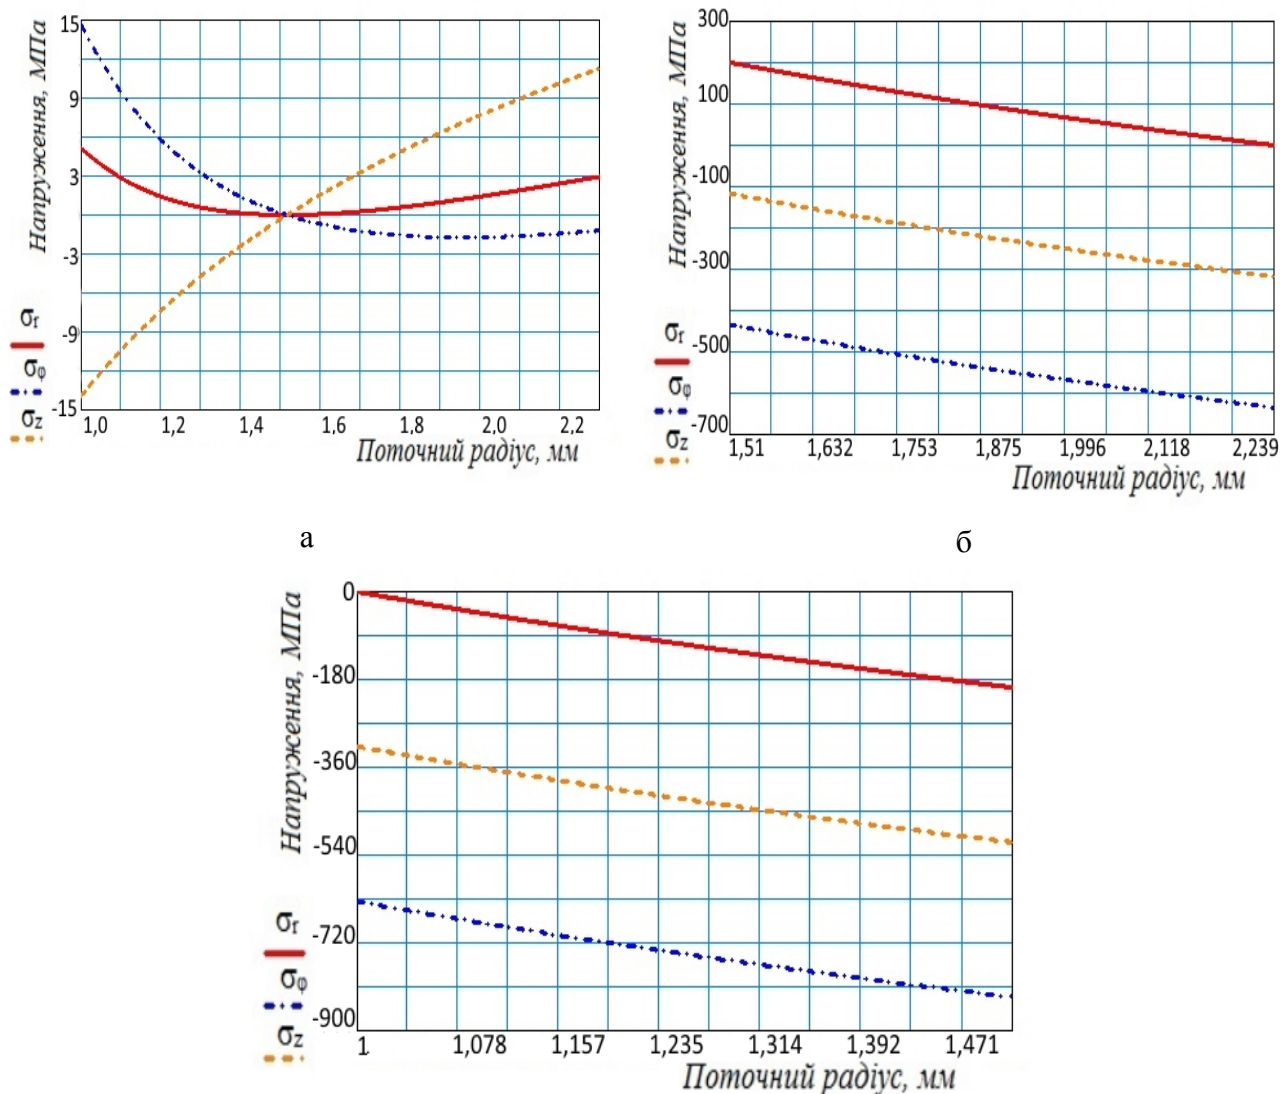 Напруження, МПа
15
9
3
-3
-9
-15
σr
σφ
σz
1,0 1,2 1,4 1,6 1,8 2,0 2,2
Поточний радіус, мм
а
Напруження, МПа
300
100
-100
-300
-500
-700
σr
σφ
σz
1,51 1,632 1,753 1,875 1,996 2,118 2,239
Поточний радіус, мм
б
Напруження, МПа
0
-180
-360
-540
-720
-900
σr
σφ
σz
1 1,078 1,157 1,235 1,314 1,392 1,471
Поточний радіус, мм